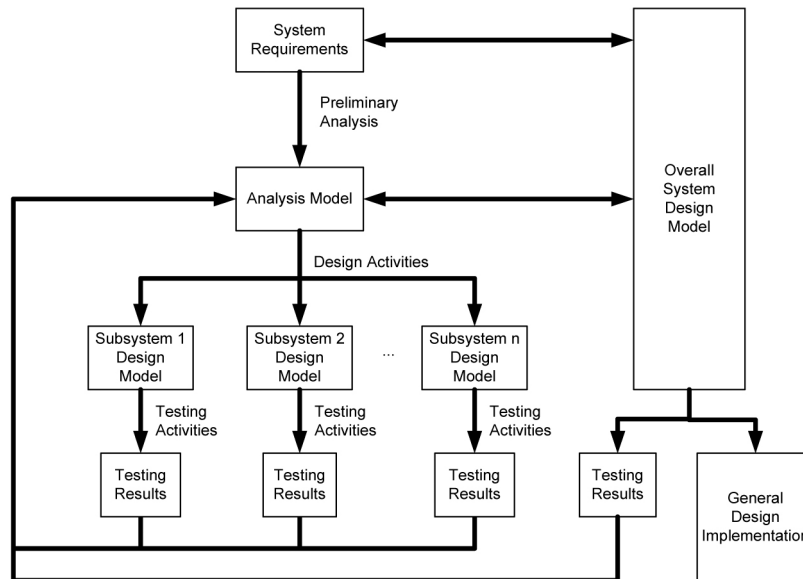 System
Requirements
Preliminary
Analysis
Overall
System
Design
Model
Analysis Model
Design Activities
Subsystem 1
Design
Model
Subsystem 2
Design
Model
...
Subsystem n
Design
Model
Testing
Activities
Testing
Activities
Testing
Activities
Testing
Results
Testing
Results
Testing
Results
Testing
Results
General
Design
Implementation